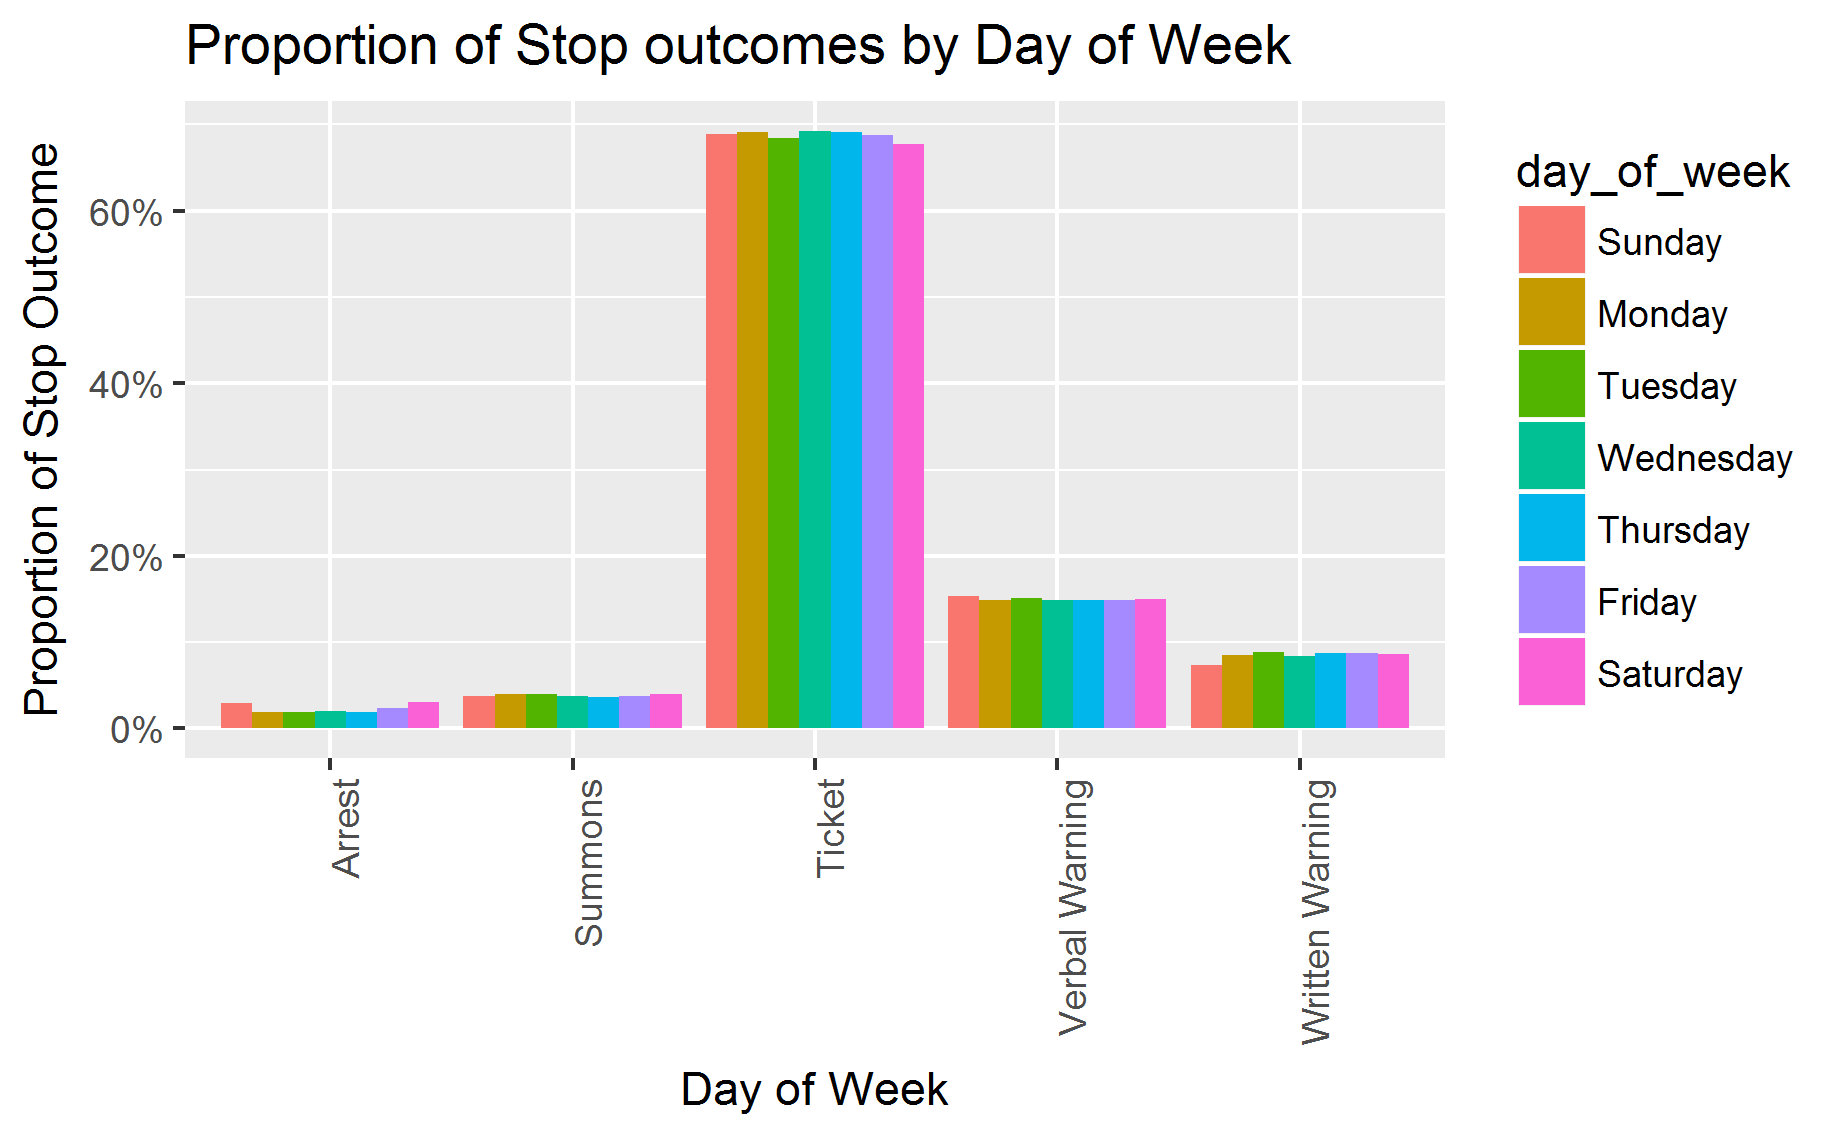 Proportion of Stop outcomes by Day of Week
Proportion of Stop Outcome
60%
40%
20%
0%
Arrest
Summons
Ticket
Verbal Warning
Written Warning
Day of Week
day_of_week
Sunday
Monday
Tuesday
Wednesday
Thursday
Friday
Saturday